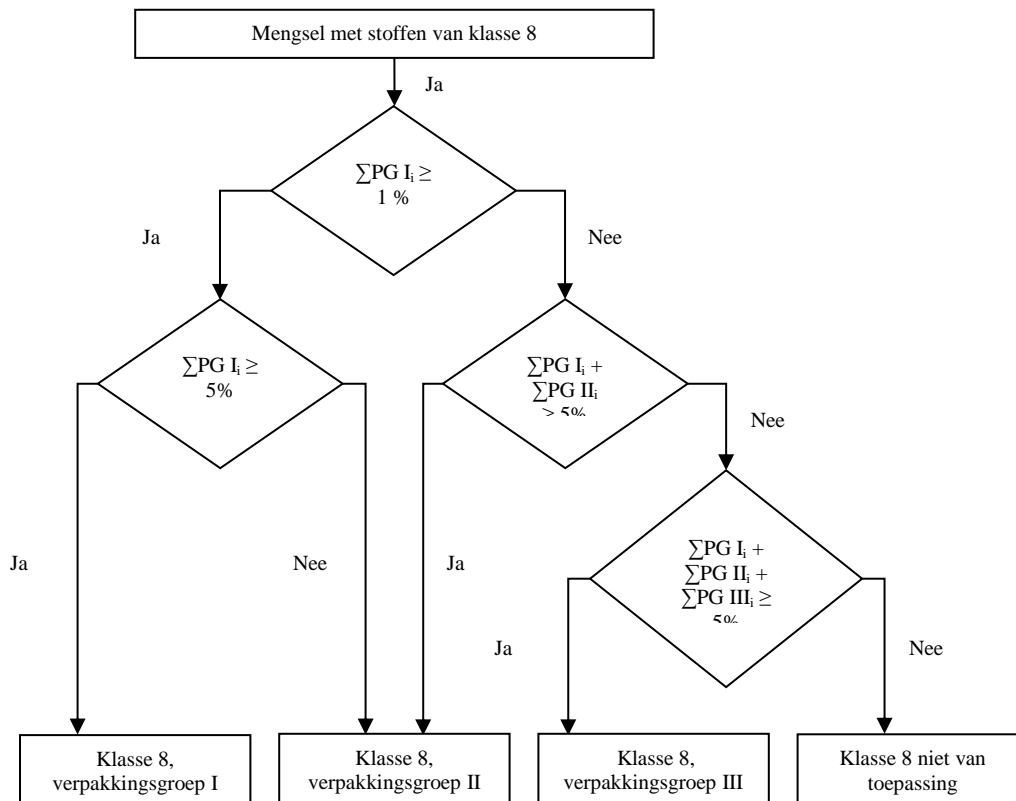 Mengsel met stoffen van klasse 8
Ja
∑PG Iᵢ ≥
1 %
Ja
Nee
∑PG Iᵢ ≥
5%
∑PG Iᵢ +
∑PG IIᵢ
5%
Nee
Ja
Nee
Ja
∑PG Iᵢ +
∑PG IIᵢ +
∑PG IIIᵢ ≥
5%
Ja
Nee
Klasse 8,
verpakkingsgroep I
Klasse 8,
verpakkingsgroep II
Klasse 8,
verpakkingsgroep III
Klasse 8 niet van
toepassing